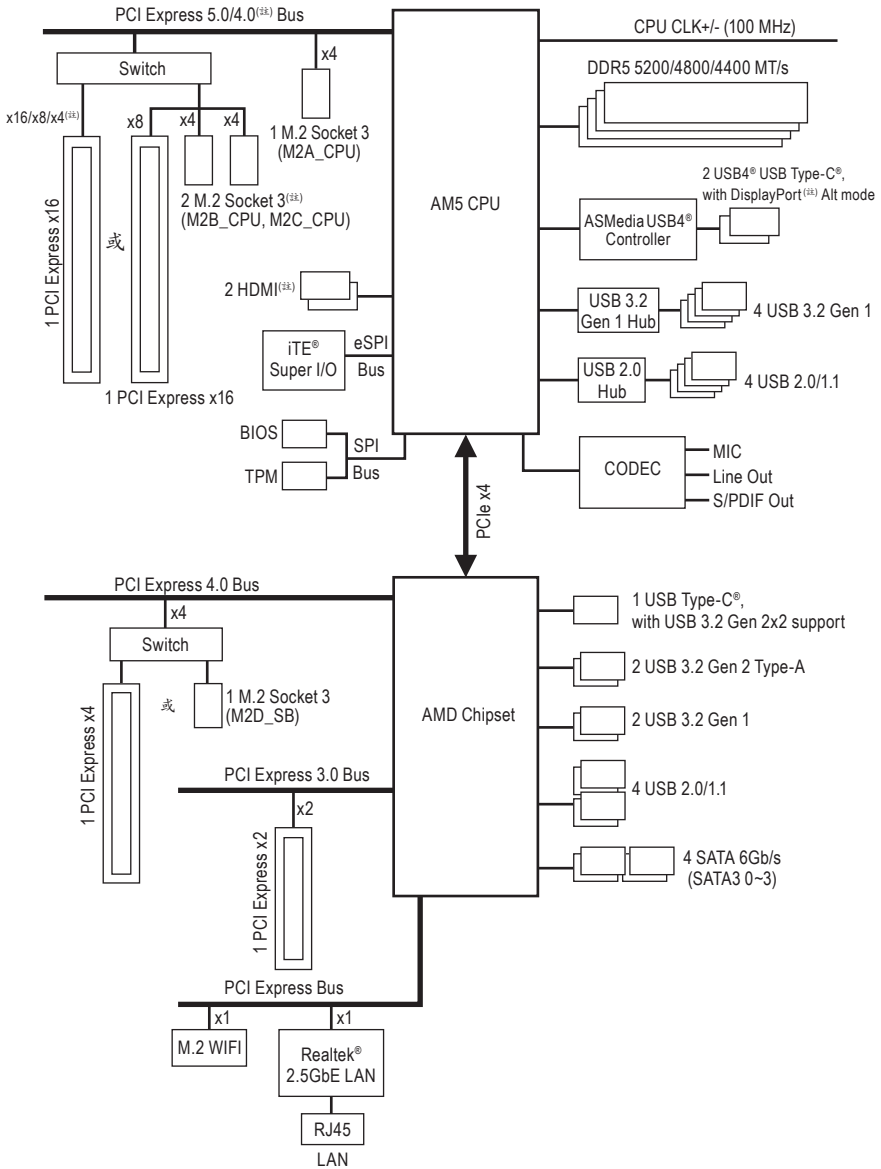 PCI Express 5.0/4.0(註) Bus
CPU CLK+/- (100 MHz)
Switch
x4
DDR5 5200/4800/4400 MT/s
x16/x8/x4(註)
x8
x4
x4
1 M.2 Socket 3
(M2A_CPU)
2 M.2 Socket 3(註)
(M2B_CPU, M2C_CPU)
1 PCI Express x16
或
1 PCI Express x16
AM5 CPU
2 USB4® USB Type-C®,
with DisplayPort(註) Alt mode
ASMedia USB4®
Controller
2 HDMI(註)
USB 3.2
Gen 1 Hub
4 USB 3.2 Gen 1
iTE®
Super I/O
eSPI
Bus
USB 2.0
Hub
4 USB 2.0/1.1
BIOS
TPM
SPI
Bus
CODEC
MIC
Line Out
S/PDIF Out
PCIe x4
PCI Express 4.0 Bus
x4
Switch
1 PCI Express x4
或
1 M.2 Socket 3
(M2D_SB)
AMD Chipset
1 USB Type-C®,
with USB 3.2 Gen 2x2 support
2 USB 3.2 Gen 2 Type-A
2 USB 3.2 Gen 1
4 USB 2.0/1.1
4 SATA 6Gb/s
(SATA3 0~3)
PCI Express 3.0 Bus
x2
1 PCI Express x2
PCI Express Bus
x1
x1
M.2 WIFI
Realtek®
2.5GbE LAN
RJ45
LAN